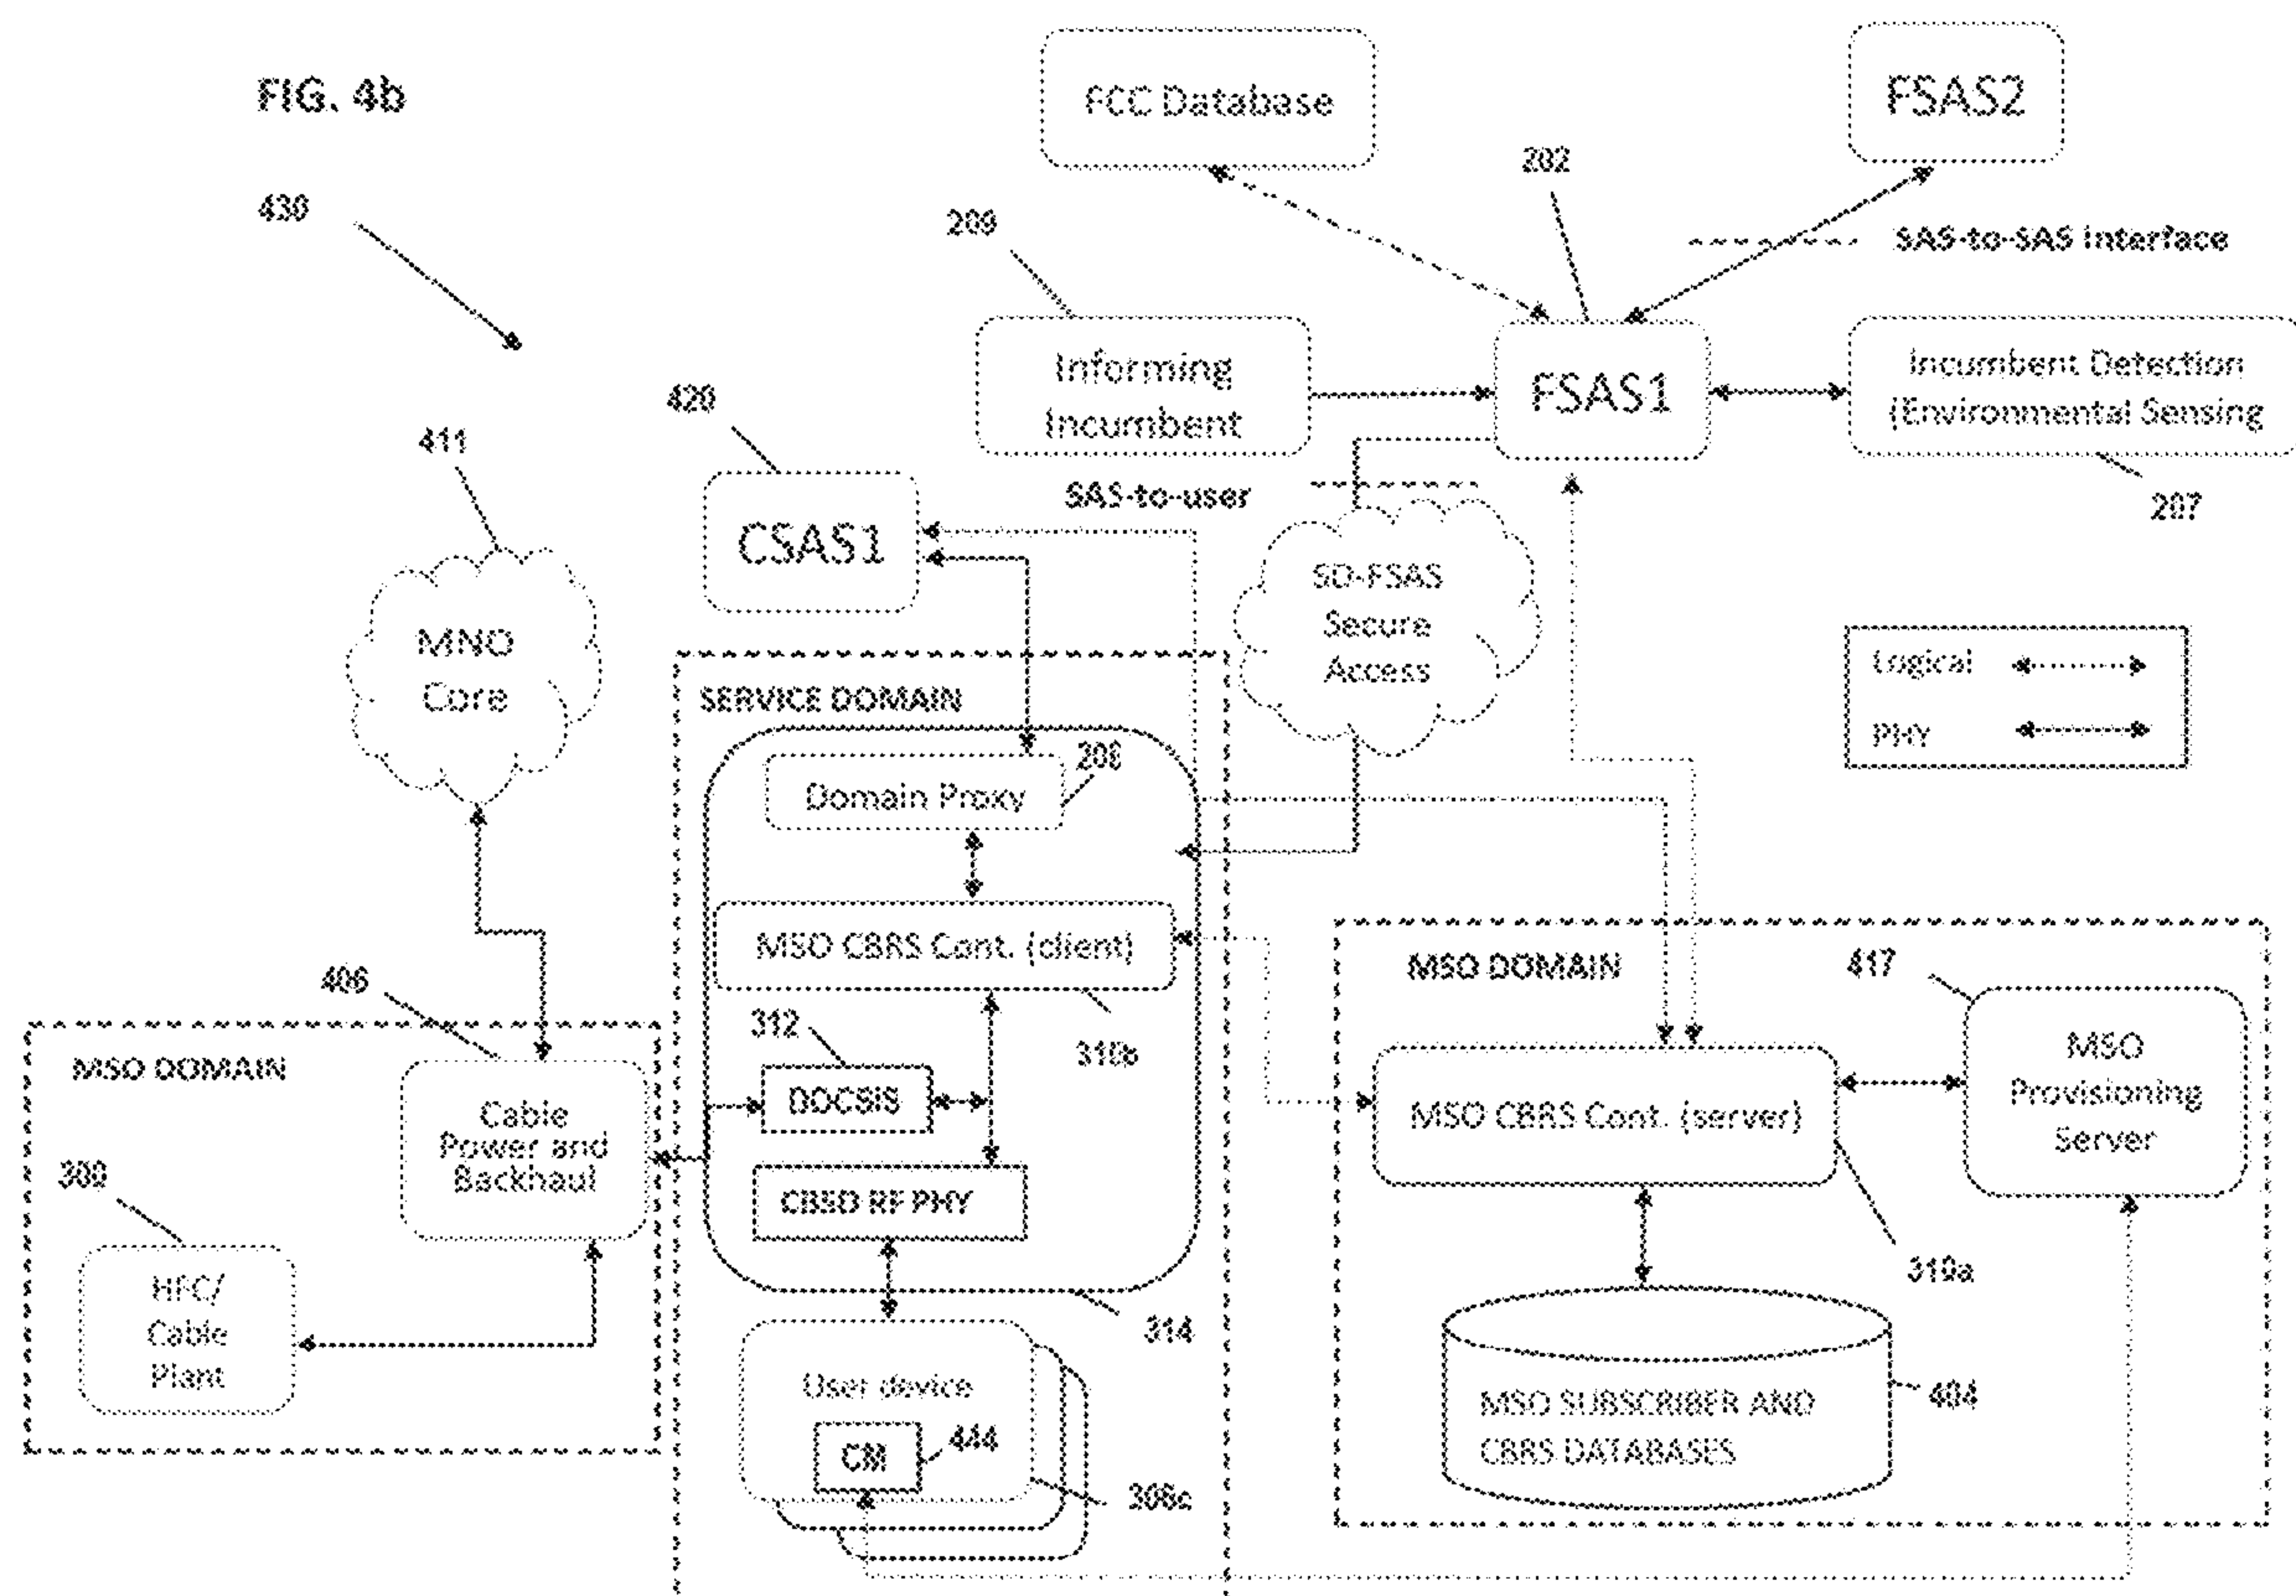 FIG. 4b
FCC Database
FSAS2
430
202
209
SAS-to-SAS Interface
Informing
Incumbent
FSAS1
Incumbent Detection
(Environmental Sensing
420
411
SAS-to-user
207
CSAS1
SD-FSAS
Secure
Access
MNO
Core
Logical
PHY
SERVICE DOMAIN
Domain Proxy
208
MSO CBRS Cont. (client)
MSO DOMAIN
417
406
312
310b
MSO DOMAIN
Cable
Power and
Backhaul
DOCSIS
MSO CBRS Cont. (server)
MSO
Provisioning
Server
300
CBSD RF PHY
HFC/
Cable
Plant
310a
314
User device
CM
444
MSO SUBSCRIBER AND
CBRS DATABASES
404
306c